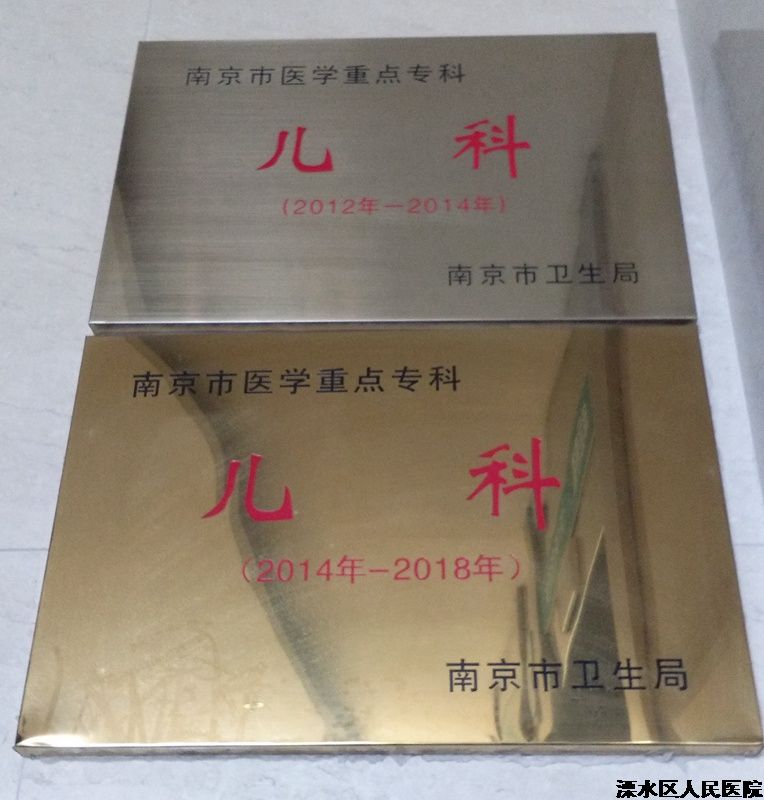 南京市医学重点专科
儿 科
(2012年－2014年)
南京市卫生局
南京市医学重点专科
儿 科
（2014年－2018年）
南京市卫生局
溧水区人民医院